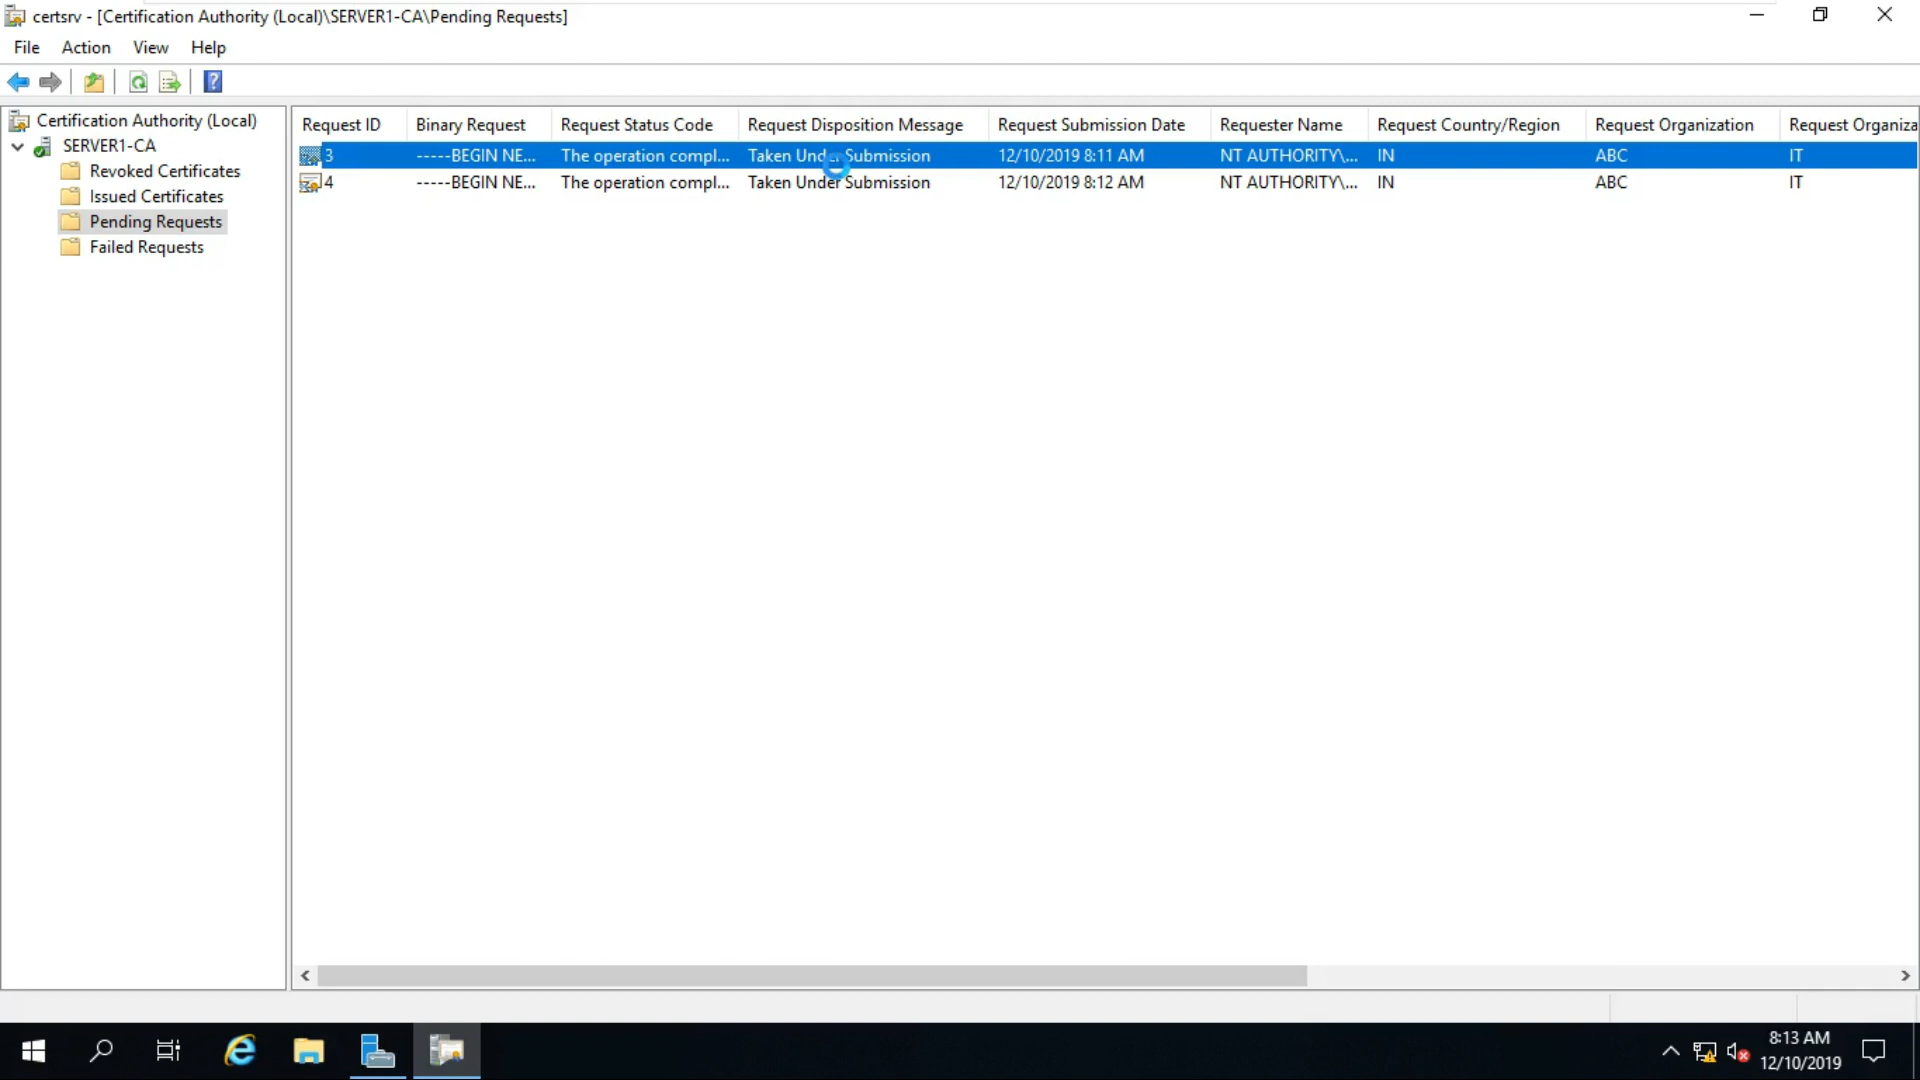 certsrv - [Certification Authority (Local)\SERVER1-CA\Pending Requests]
File Action View Help
Certification Authority (Local)
SERVER1-CA
Revoked Certificates
Issued Certificates
Pending Requests
Failed Requests
Request ID Binary Request Request Status Code Request Disposition Message Request Submission Date Requester Name Request Country/Region Request Organization Request Organiza
3 -----BEGIN NE... The operation compl... Taken Under Submission 12/10/2019 8:11 AM NT AUTHORITY\... IN ABC IT
4 -----BEGIN NE... The operation compl... Taken Under Submission 12/10/2019 8:12 AM NT AUTHORITY\... IN ABC IT
8:13 AM
12/10/2019